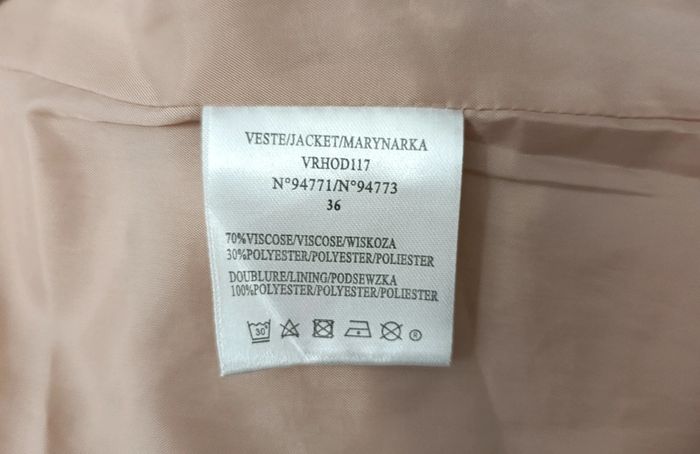 VESTE/JACKET/MARYNARKA
VRHOD117
N°94771/N°94773
36
70%VISCOSE/VISCOSE/WISKOZA
30%POLYESTER/POLYESTER/POLIESTER
DOUBLURE/LINING/PODSEWZKA
100%POLYESTER/POLYESTER/POLIESTER
30° ®